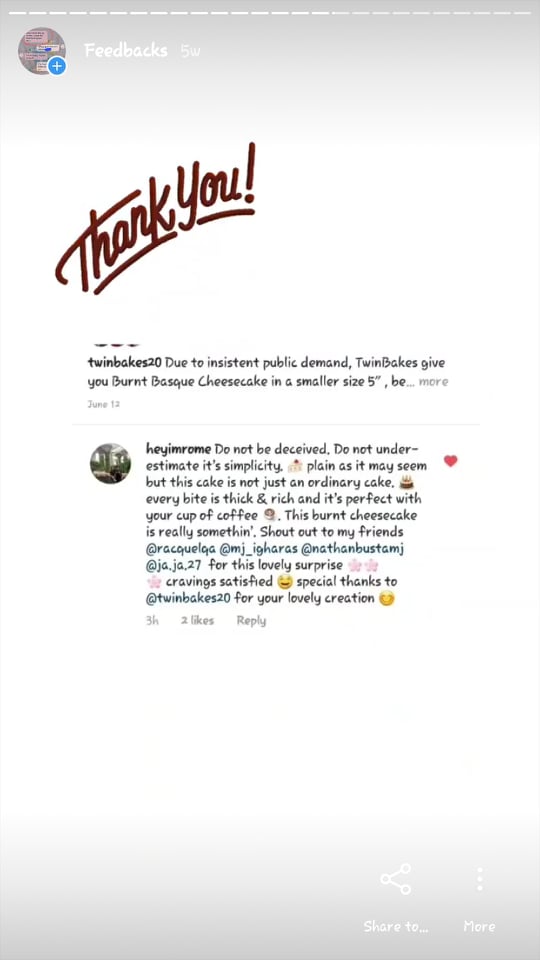 Feedbacks 5w
Thank You!
twinbakes20 Due to insistent public demand, TwinBakes give
you Burnt Basque Cheesecake in a smaller size 5" , be... more
June 12
heyimrome Do not be deceived. Do not under-
estimate it's simplicity. 🍰 plain as it may seem
but this cake is not just an ordinary cake. 🎂
every bite is thick & rich and it's perfect with
your cup of coffee ☕. This burnt cheesecake
is really somethin'. Shout out to my friends
@racquelqa @mj_igharas @nathanbustamj
@ja.ja.27 for this lovely surprise 🌸🌸
🌸 cravings satisfied 😄 special thanks to
@twinbakes20 for your lovely creation 😊
3h 2 likes Reply
Share to... More